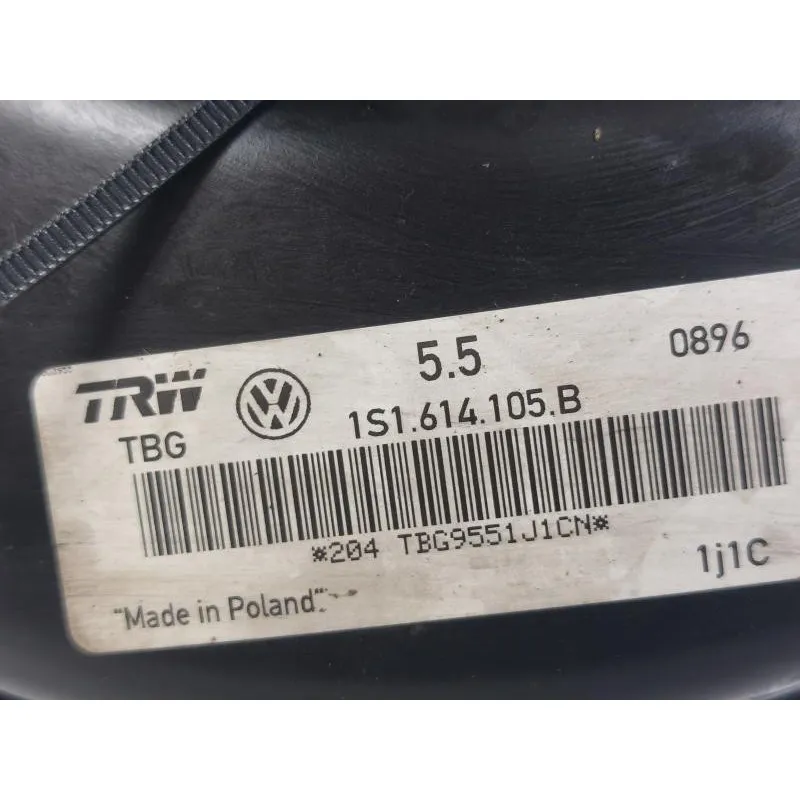 5.5 0896
TRW
TBG 1S1.614.105.B
*204 TBG9551J1CN*
1j1C
"Made in Poland"